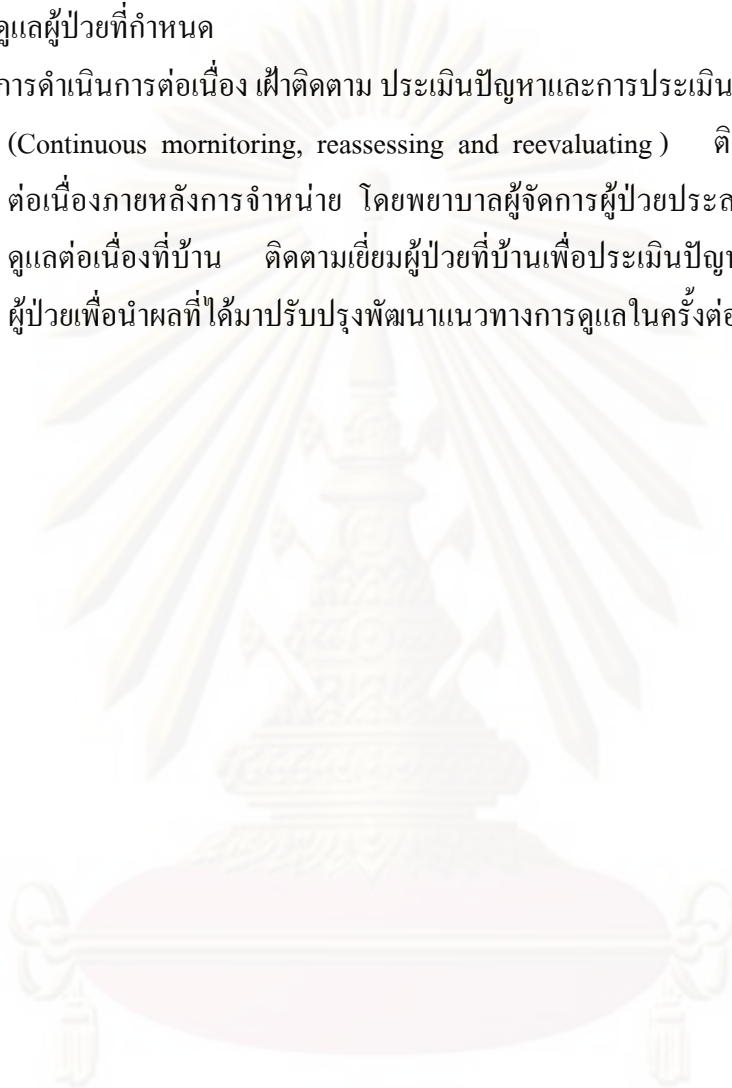 ดูแลผู้ป่วยที่กำหนด
การดำเนินการต่อเนื่อง เฝ้าติดตาม ประเมินปัญหาและการประเมิน
(Continuous mornitoring, reassessing and reevaluating ) ติ
ต่อเนื่องภายหลังการจำหน่าย โดยพยาบาลผู้จัดการผู้ป่วยประส
ดูแลต่อเนื่องที่บ้าน ติดตามเยี่ยมผู้ป่วยที่บ้านเพื่อประเมินปัญ
ผู้ป่วยเพื่อนำผลที่ได้มาปรับปรุงพัฒนาแนวทางการดูแลในครั้งต่อ